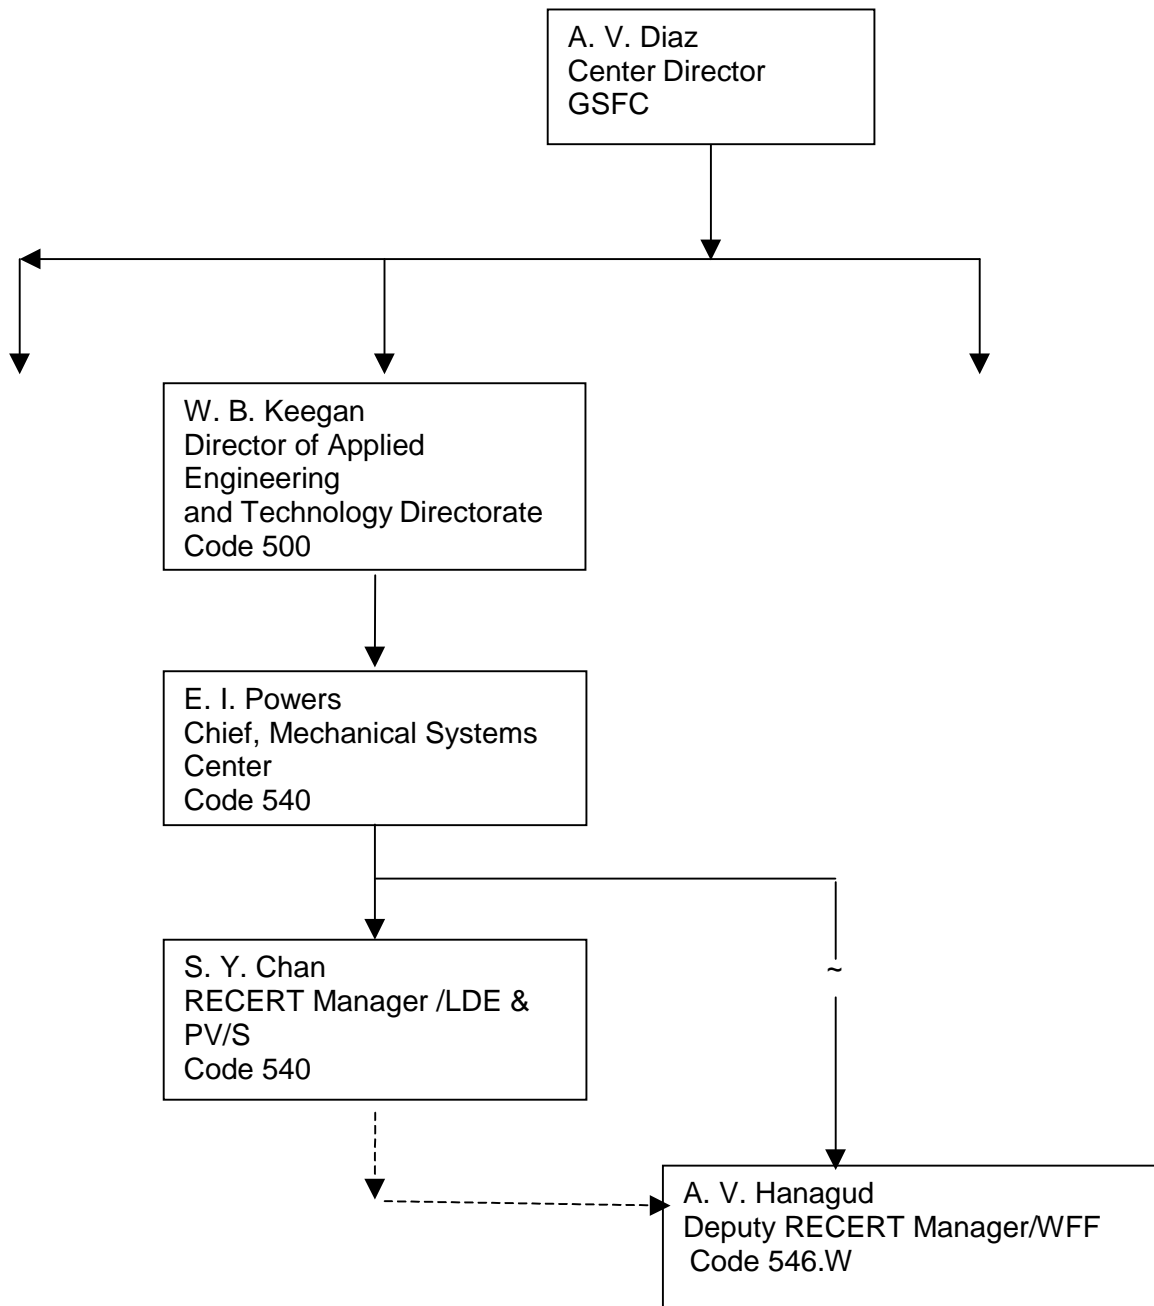 A. V. Diaz
Center Director
GSFC
W. B. Keegan
Director of Applied
Engineering
and Technology Directorate
Code 500
E. I. Powers
Chief, Mechanical Systems
Center
Code 540
S. Y. Chan
RECERT Manager /LDE &
PV/S
Code 540
~
A. V. Hanagud
Deputy RECERT Manager/WFF
Code 546.W